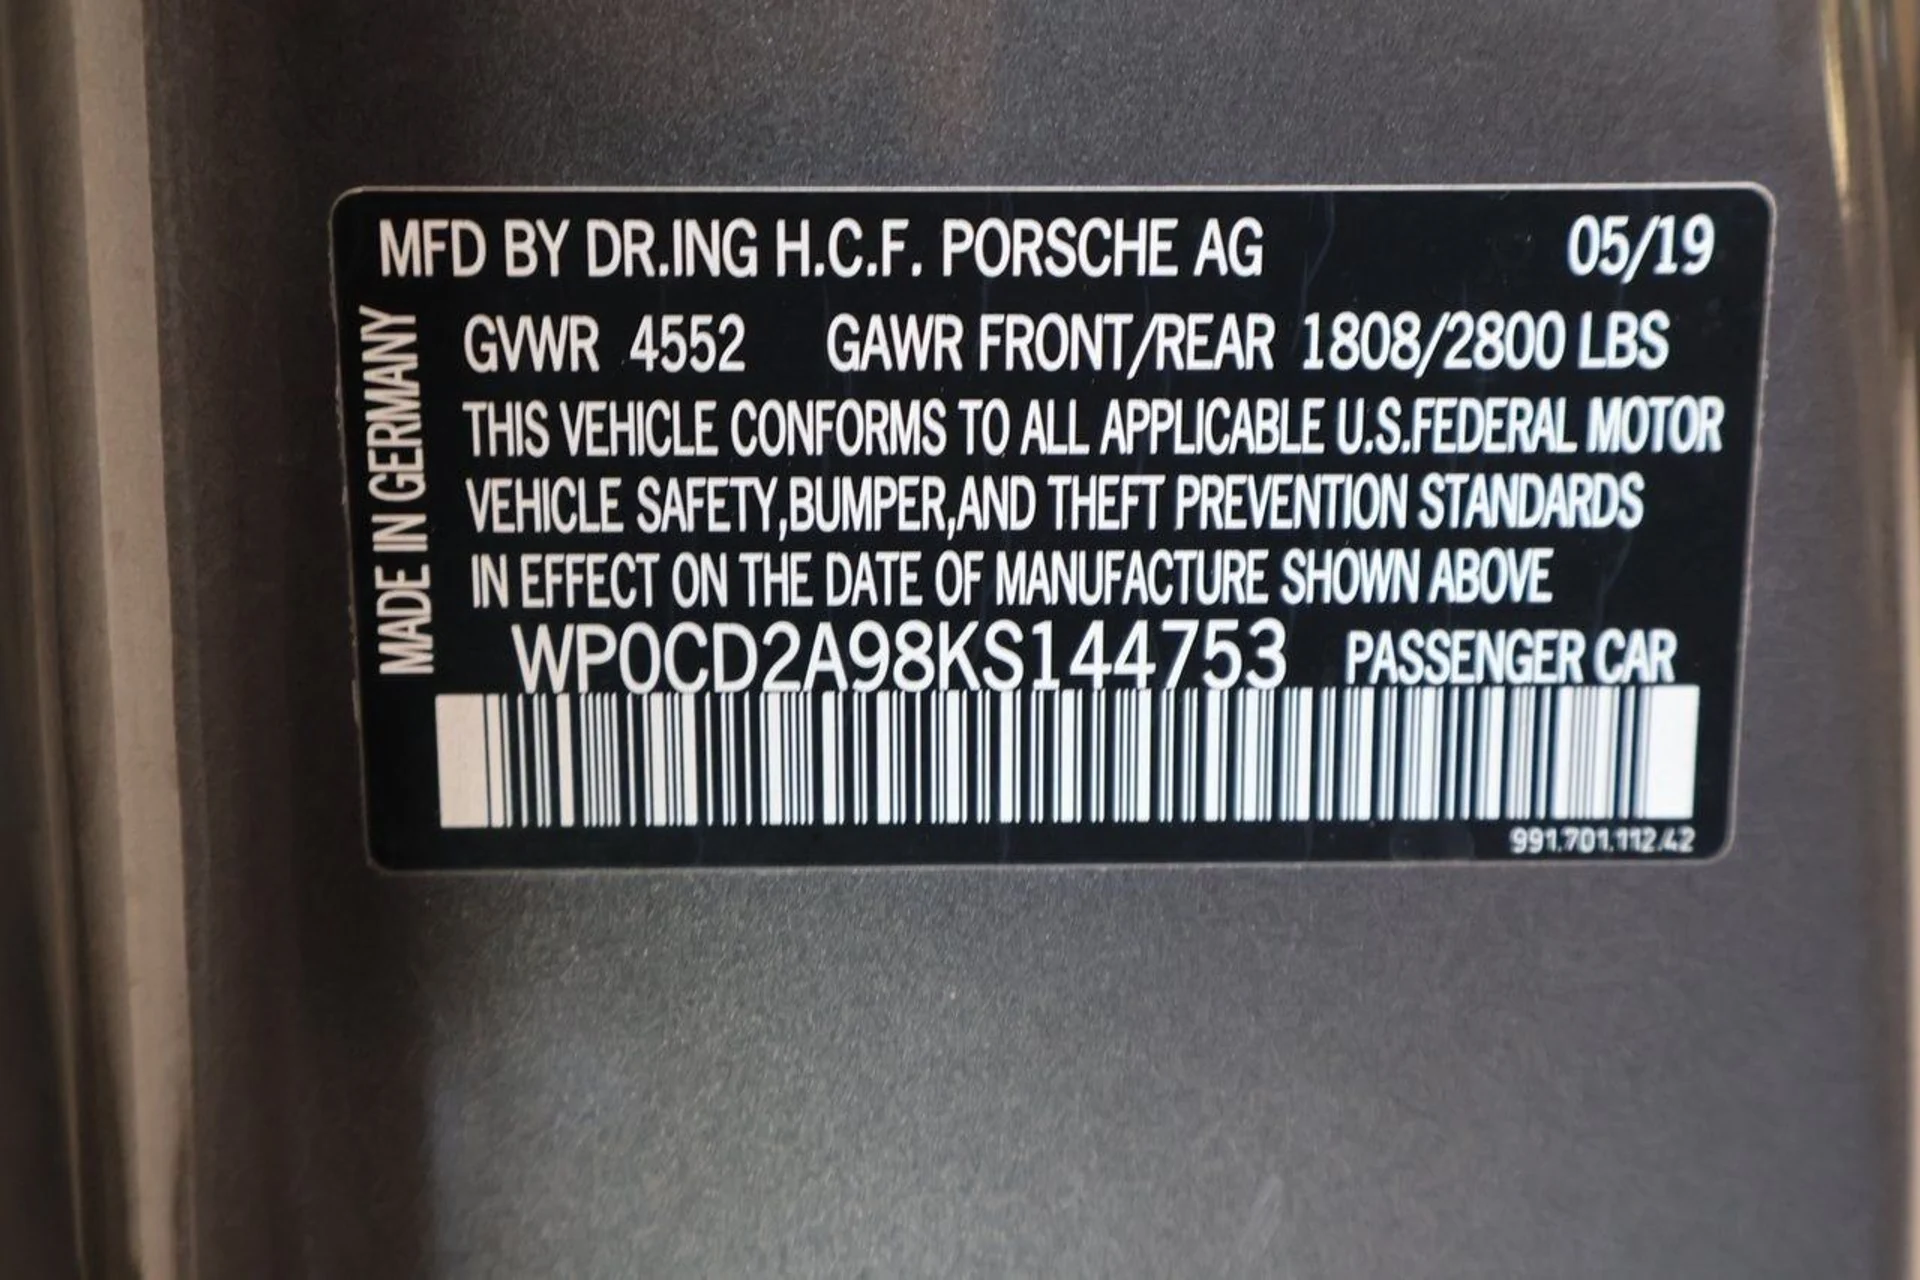 MFD BY DR.ING H.C.F. PORSCHE AG 05/19
MADE IN GERMANY
GVWR 4552 GAWR FRONT/REAR 1808/2800 LBS
THIS VEHICLE CONFORMS TO ALL APPLICABLE U.S.FEDERAL MOTOR
VEHICLE SAFETY,BUMPER,AND THEFT PREVENTION STANDARDS
IN EFFECT ON THE DATE OF MANUFACTURE SHOWN ABOVE
WP0CD2A98KS144753 PASSENGER CAR
991.701.112.42